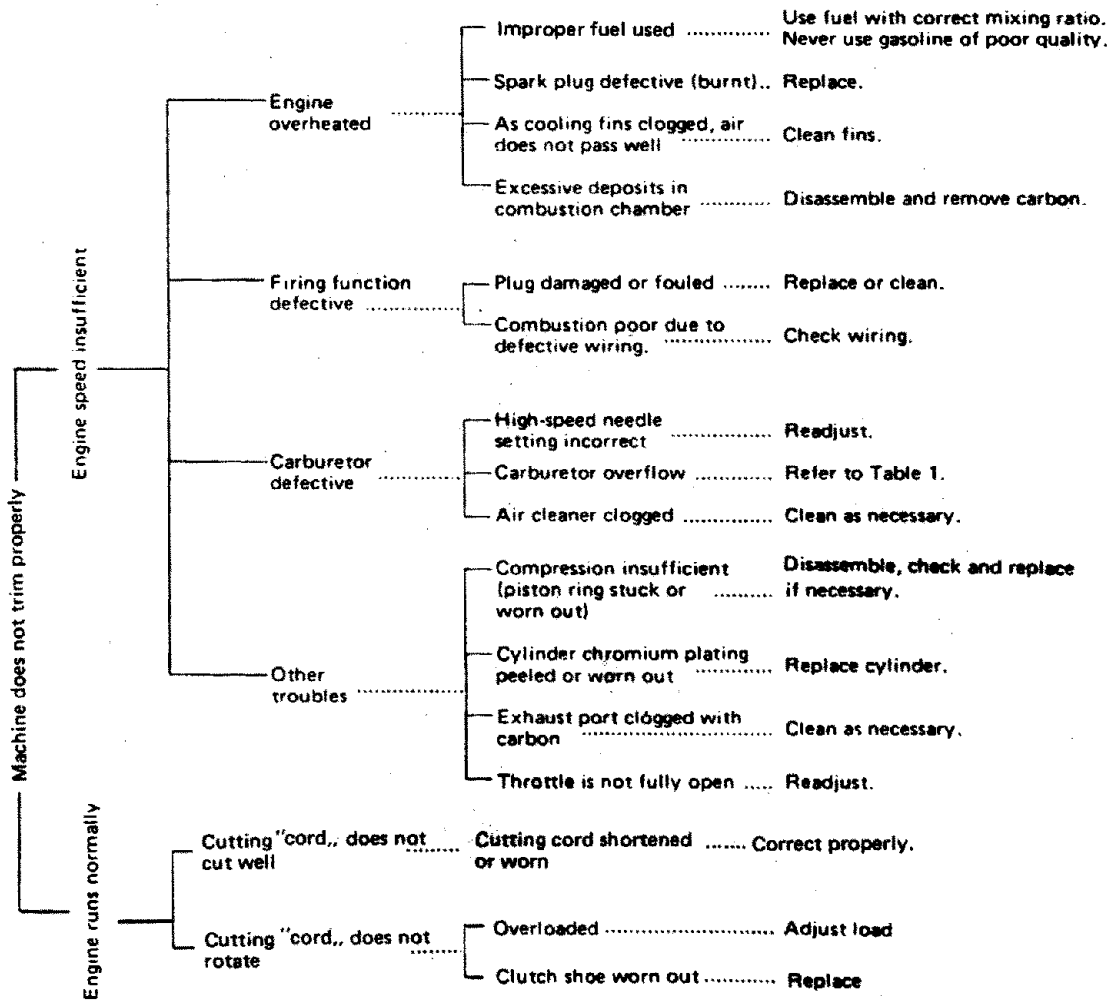 Machine does not trim properly
Engine speed insufficient
Engine
overheated
Improper fuel used ............. Use fuel with correct mixing ratio.
Never use gasoline of poor quality.
Spark plug defective (burnt).. Replace.
As cooling fins clogged, air
does not pass well ............ Clean fins.
Excessive deposits in
combustion chamber .......... Disassemble and remove carbon.
Firing function
defective
Plug damaged or fouled ........ Replace or clean.
Combustion poor due to
defective wiring. .............. Check wiring.
Carburetor
defective
High-speed needle
setting incorrect .............. Readjust.
Carburetor overflow ........... Refer to Table 1.
Air cleaner clogged ............. Clean as necessary.
Other
troubles
Compression insufficient
(piston ring stuck or
worn out) .......... Disassemble, check and replace
if necessary.
Cylinder chromium plating
peeled or worn out .............. Replace cylinder.
Exhaust port clogged with
carbon ........................ Clean as necessary.
Throttle is not fully open ..... Readjust.
Engine runs normally
Cutting "cord,, does not
cut well ...... Cutting cord shortened
or worn ....... Correct properly.
Cutting "cord,, does not
rotate
Overloaded ........................ Adjust load
Clutch shoe worn out ............ Replace